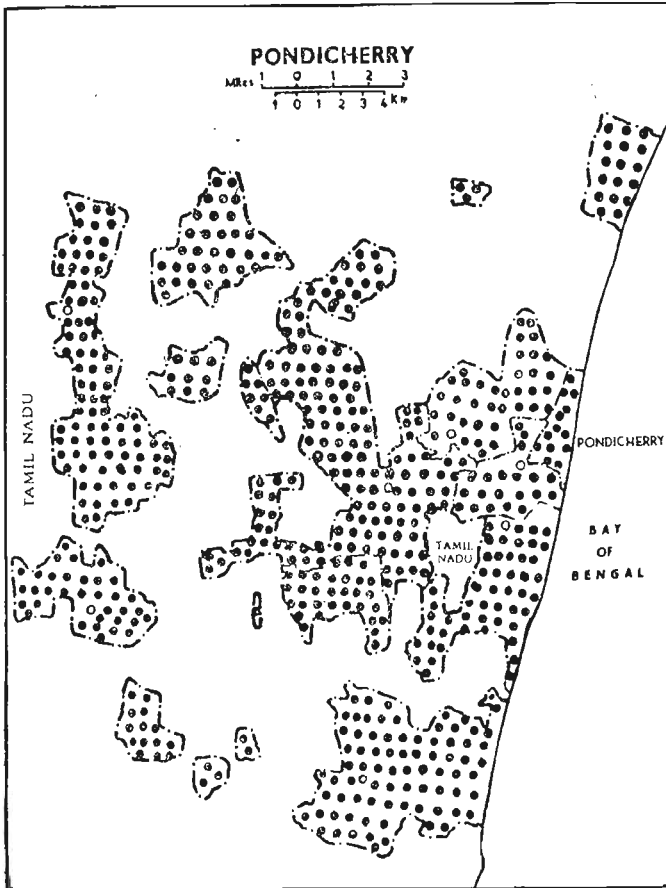 PONDICHERRY
Miles 1 0 1 2 3
1 0 1 2 3 4 Km
TAMIL NADU
PONDICHERRY
TAMIL
NADU
BAY
OF
BENGAL